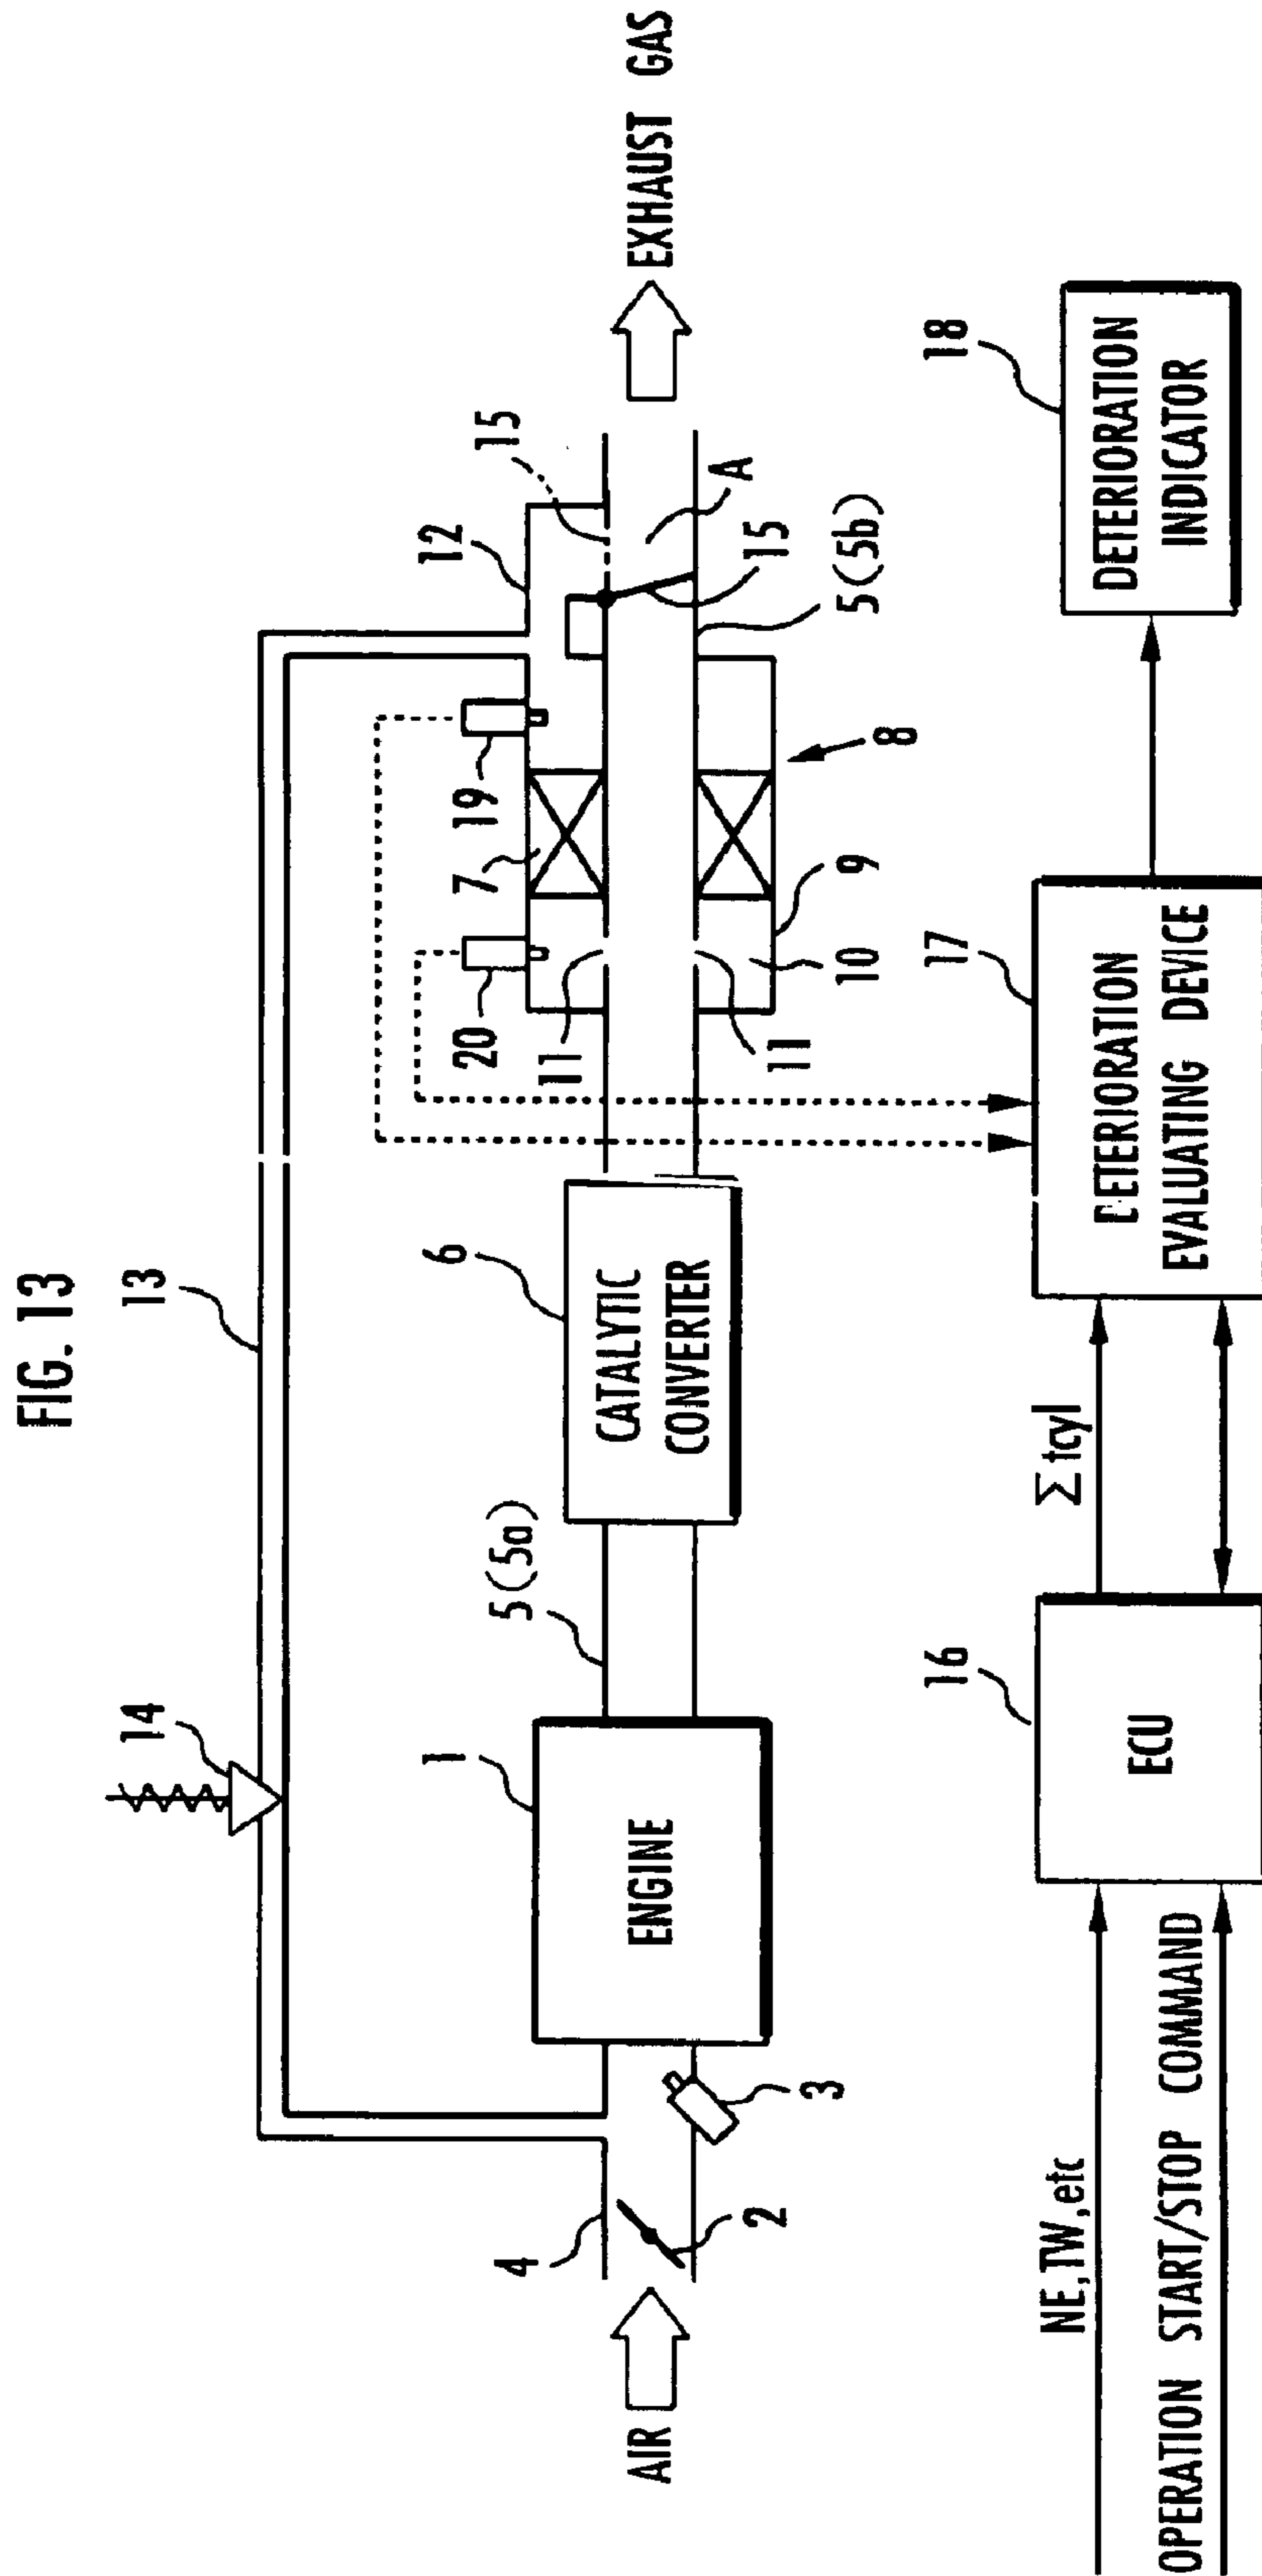 FIG. 13
13
14
12
15
EXHAUST GAS
20
19
7
11
1
5(5a)
6
4
AIR
ENGINE
CATALYTIC
CONVERTER
A
15
5(5b)
2
3
11
10
9
8
NE,TW,etc
OPERATION START/STOP COMMAND
16
ECU
Σtcyl
17
DETERIORATION
EVALUATING DEVICE
18
DETERIORATION
INDICATOR